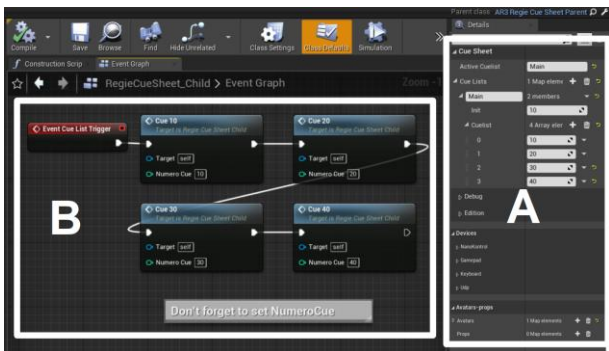 Parent class: AR3 Regie Cue Sheet Parent
Compile
Save
Browse
Find
Hide Unrelated
Class Settings
Class Defaults
Simulation
Details
Construction Scrip
Event Graph
RegieCueSheet_Child > Event Graph
Zoom -1
Event Cue List Trigger
Cue 10
Target is Regie Cue Sheet Child
Target self
Numero Cue 10
Cue 20
Target is Regie Cue Sheet Child
Target self
Numero Cue 20
Cue 30
Target is Regie Cue Sheet Child
Target self
Numero Cue 30
Cue 40
Target is Regie Cue Sheet Child
Target self
Numero Cue 40
B
Don't forget to set NumeroCue
Cue Sheet
Active Cuelist Main
Cue Lists 1 Map elemen
Main 2 members
Init 10
Cuelist 4 Array eler
0 10
1 20
2 30
3 40
Debug
Edition
A
Devices
NanoKontrol
Gamepad
Keyboard
Udp
Avatars-props
Avatars 1 Map elements
Props 0 Map elements